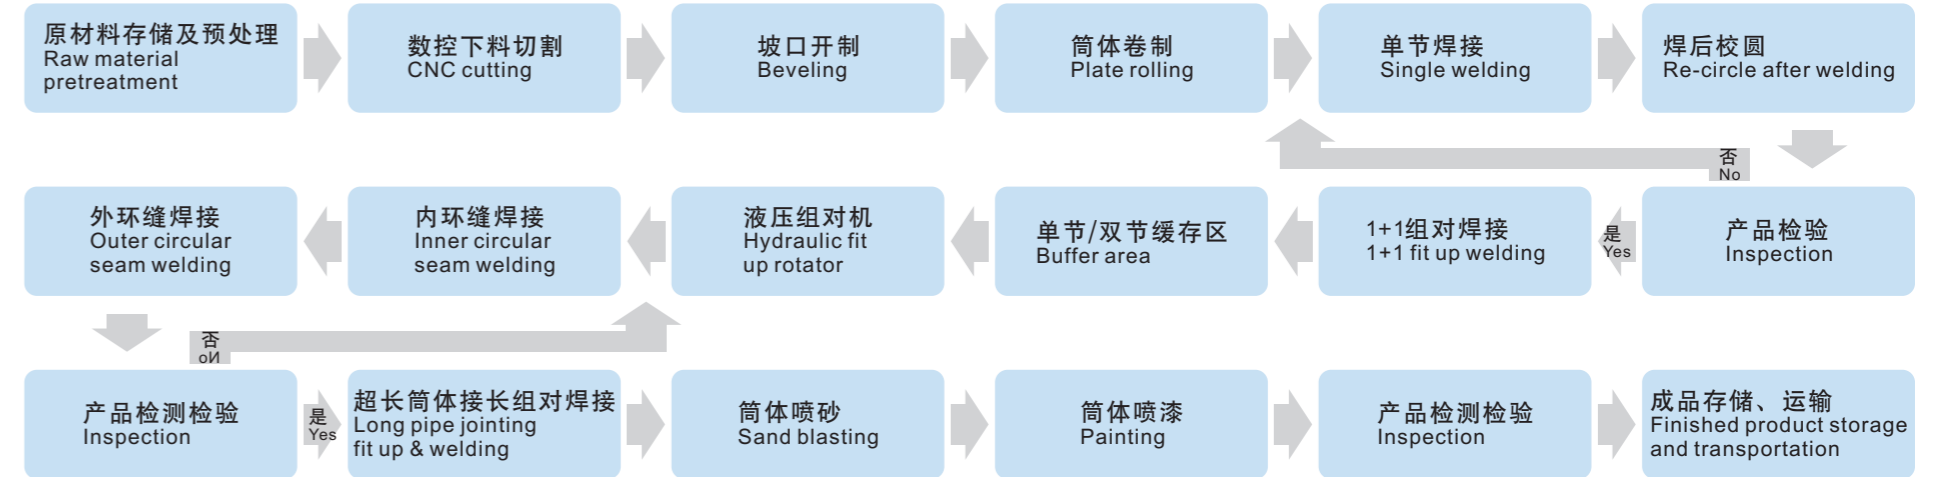 原材料存储及预处理
Raw material
pretreatment
数控下料切割
CNC cutting
坡口开制
Beveling
筒体卷制
Plate rolling
单节焊接
Single welding
焊后校圆
Re-circle after welding
否
No
外环缝焊接
Outer circular
seam welding
内环缝焊接
Inner circular
seam welding
液压组对机
Hydraulic fit
up rotator
单节/双节缓存区
Buffer area
1+1组对焊接
1+1 fit up welding
是
Yes
产品检验
Inspection
否
No
产品检测检验
Inspection
是
Yes
超长筒体接长组对焊接
Long pipe jointing
fit up & welding
筒体喷砂
Sand blasting
筒体喷漆
Painting
产品检测检验
Inspection
成品存储、运输
Finished product storage
and transportation